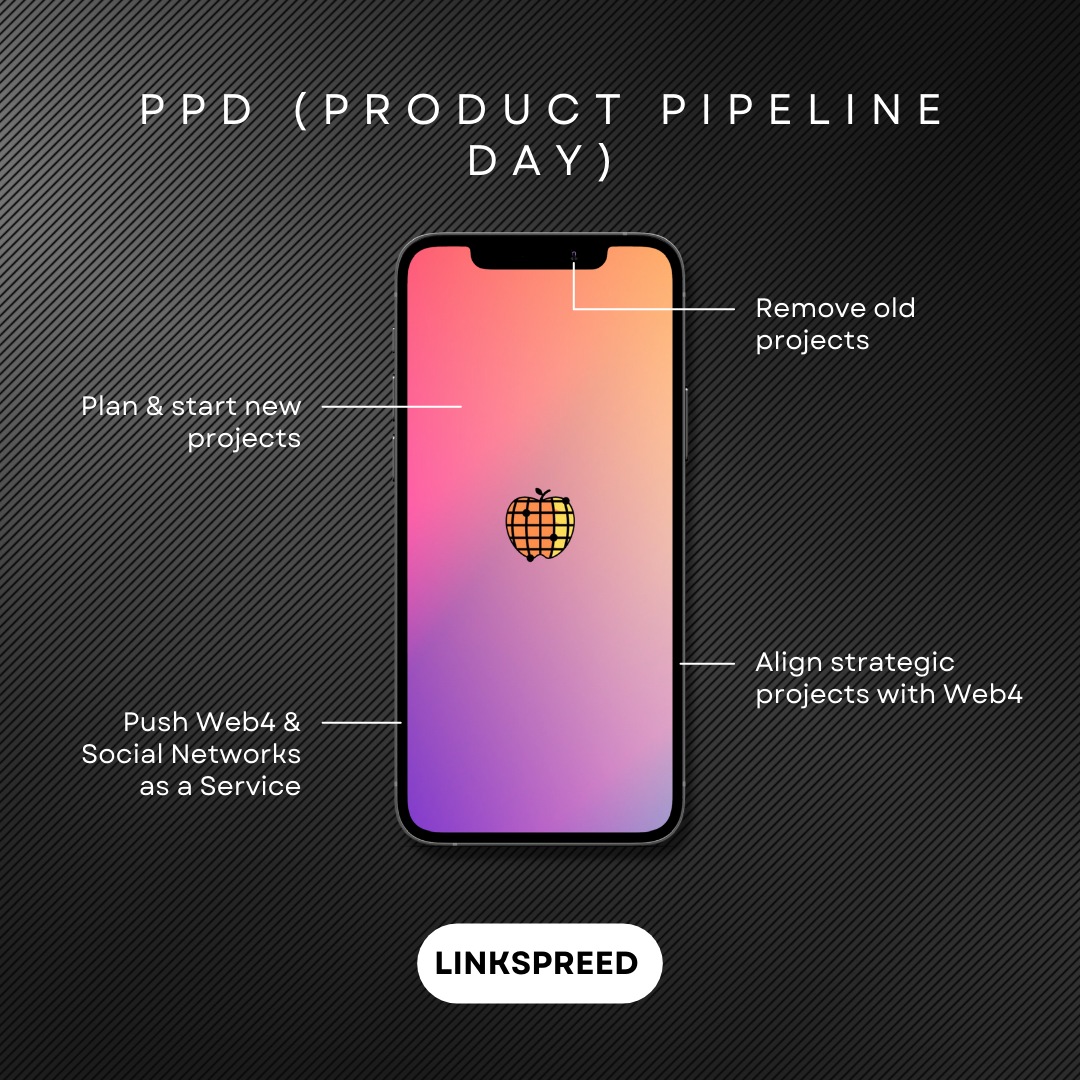 PPD (PRODUCT PIPELINE
DAY)
Remove old
projects
Plan & start new
projects
Align strategic
projects with Web4
Push Web4 &
Social Networks
as a Service
LINKSPREED